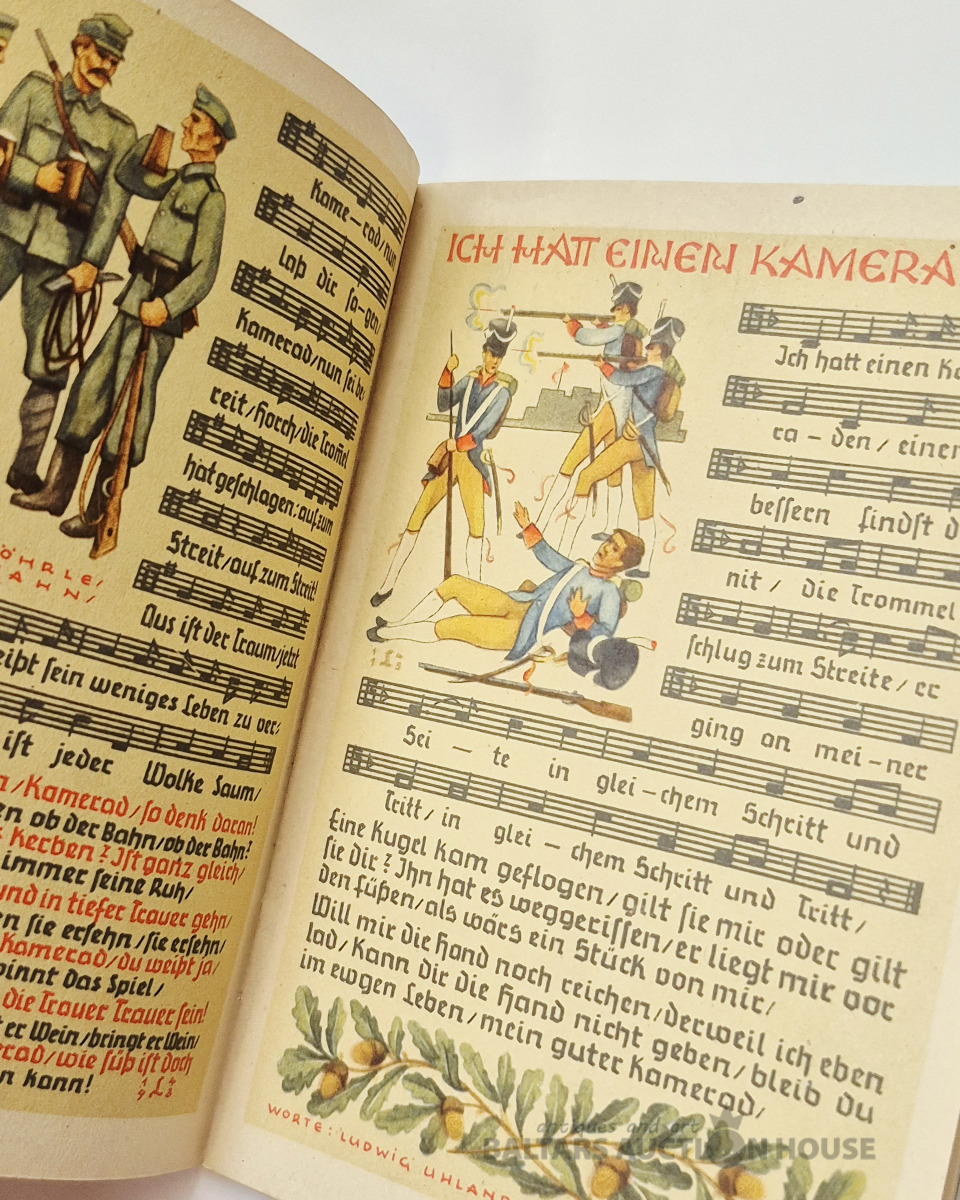 Kame-rad/nun
laß dir sa-gen/
Kamerad/nun sei be-
reit/horch/die Trom̄el
hat geschlagen: auf zum
Streit/auf zum Streit!
Aus ist der Traum/jetzt
sein weniges Leben zu ver-
ist jeder Wolke Saum/
/Kamerad/so denk daran!
ob der Bahn/ob der Bahn?
Kerben? Ist ganz gleich/
immer seine Ruh/
und in tiefer Trauer gehn/
sie ersehn/sie ersehn/
Kamerad/du weißt ja/
das Spiel/
die Trauer Trauer sein!
er Wein/bringt er Wein/
wie süß ist doch
kann!
14 L 43
ICH HATT EINEN KAMERA
Ich hatt einen Ka
ra-den/einen
bessern findst d
nit/ die Trommel
schlug zum Streite/er
ging an mei-ner
Sei - te in glei-chem Schritt und
Tritt/in glei-chem Schritt und Tritt/
Eine Kugel kam geflogen/gilt sie mir oder gilt
sie dir? Ihn hat es weggerissen/er liegt mir vor
den Füßen/als wärs ein Stück von mir/
Will mir die Hand noch reichen/derweil ich eben
lad/Kann dir die Hand nicht geben/bleib du
im ewgen Leben/mein guter Kamerad/
WORTE: LUDWIG UHLAND
antiques and art
BALTARS AUCTION HOUSE